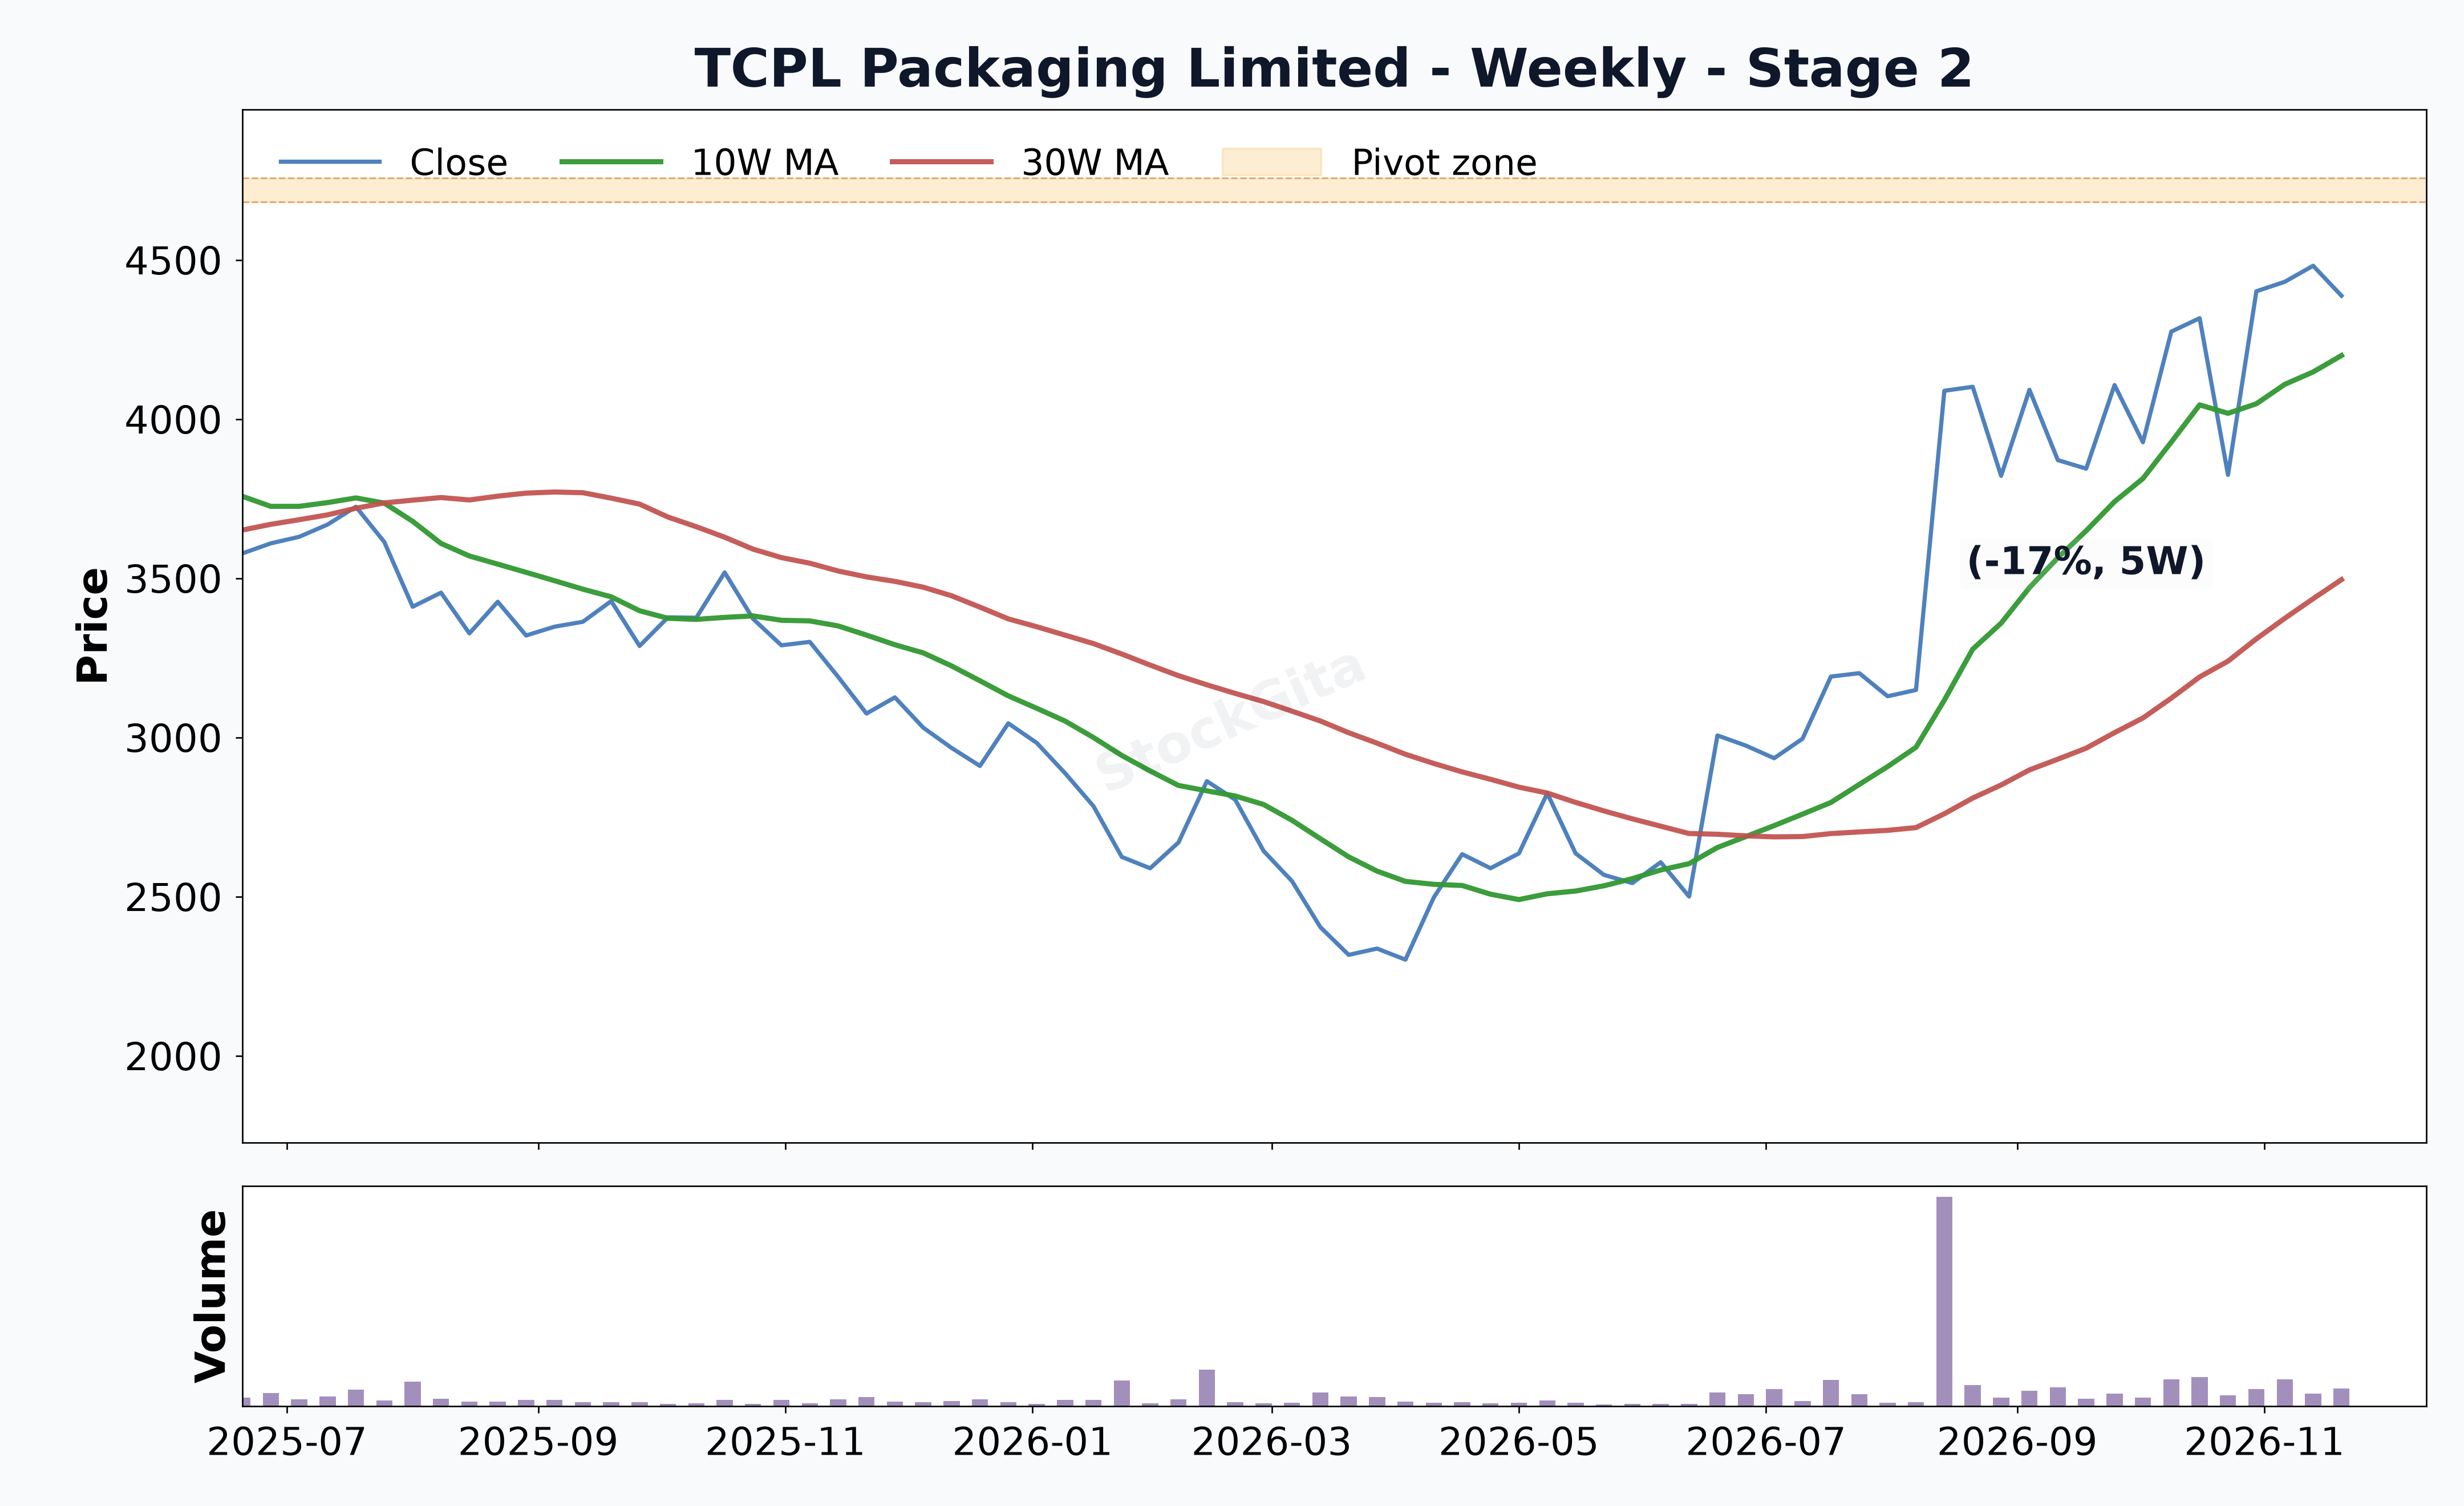 TCPL Packaging Limited - Weekly - Stage 2
Close 10W MA 30W MA Pivot zone
4500
4000
3500
3000
2500
2000
Price
(-17%, 5W)
StockGita
Volume
2025-07 2025-09 2025-11 2026-01 2026-03 2026-05 2026-07 2026-09 2026-11